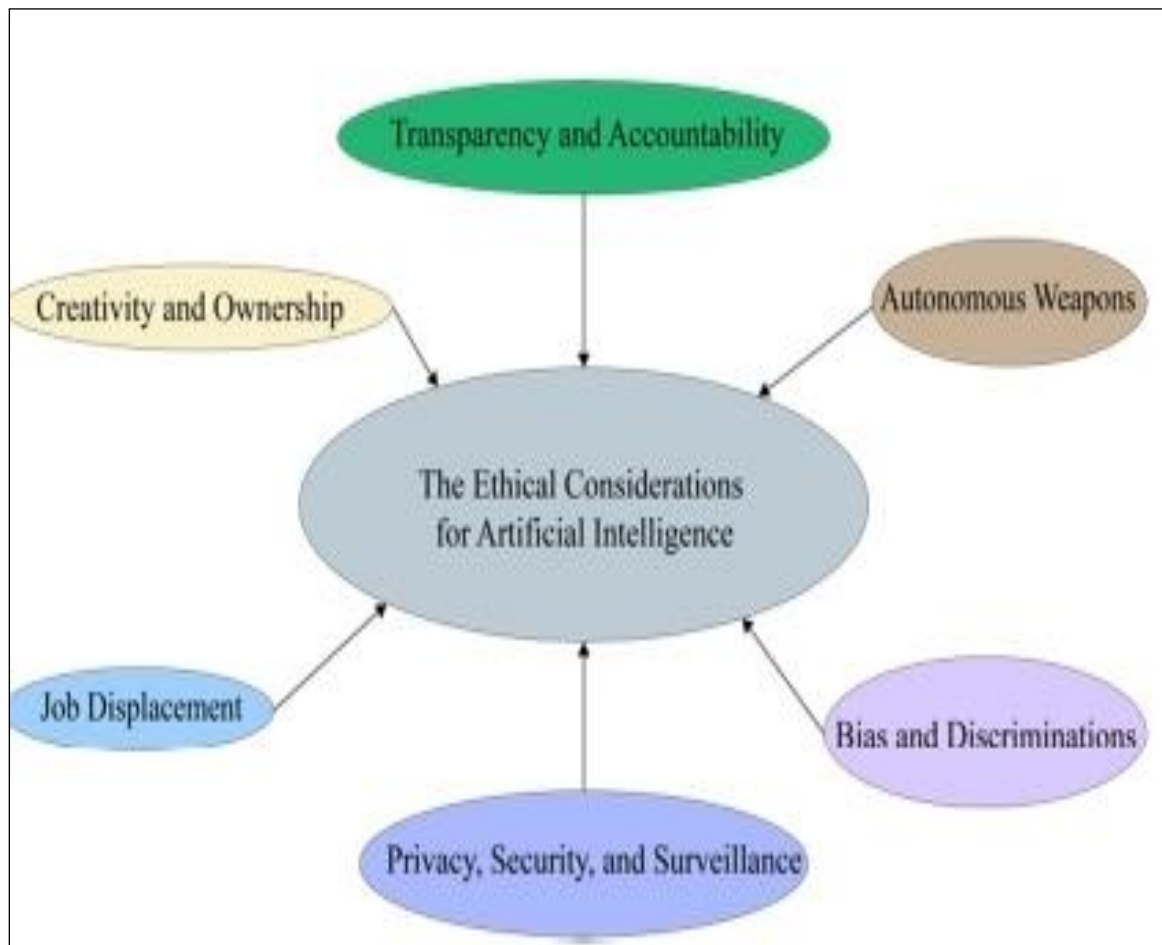 Transparency and Accountability
Creativity and Ownership
Autonomous Weapons
The Ethical Considerations
for Artificial Intelligence
Job Displacement
Bias and Discriminations
Privacy, Security, and Surveillance